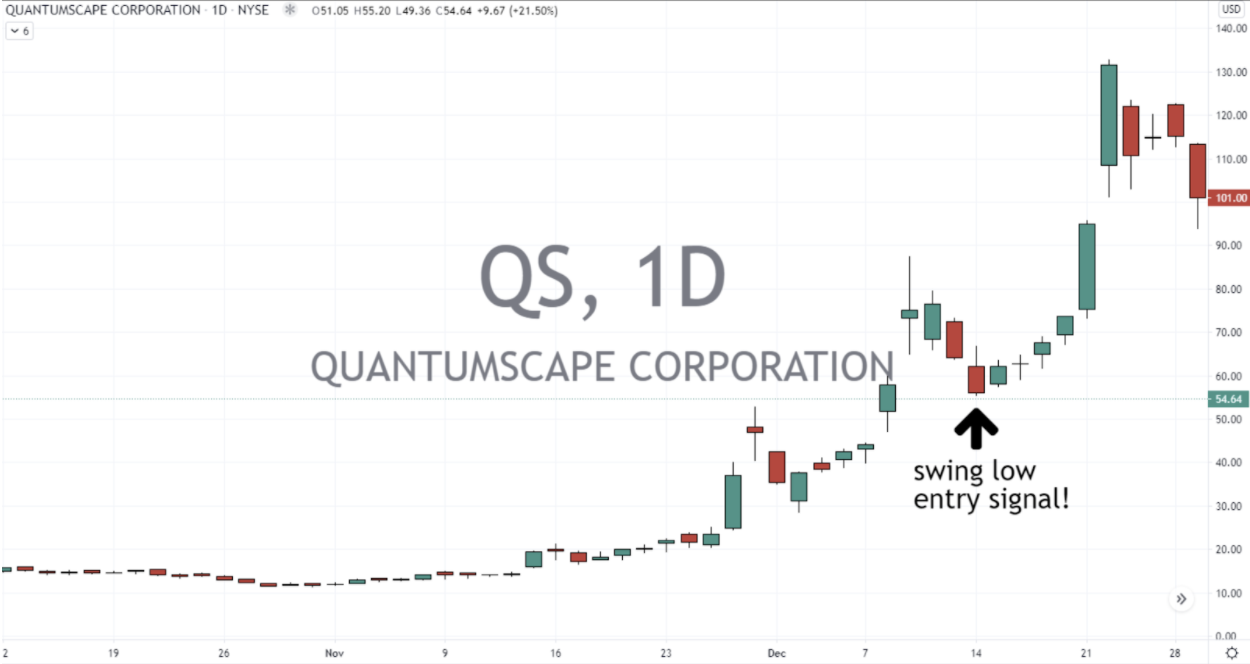 QUANTUMSCAPE CORPORATION · 1D · NYSE O51.05 H55.20 L49.36 C54.64 +9.67 (+21.50%)
USD
6
140.00
130.00
120.00
110.00
101.00
90.00
80.00
70.00
60.00
54.64
50.00
40.00
30.00
20.00
10.00
0.00
QS, 1D
QUANTUMSCAPE CORPORATION
swing low
entry signal!
2 19 26 Nov 9 16 23 Dec 7 14 21 28